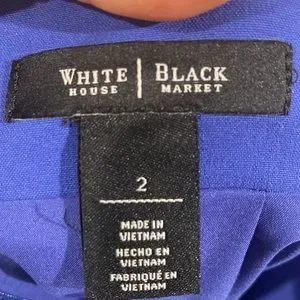 WHITE | BLACK
HOUSE | MARKET
2
MADE IN
VIETNAM
HECHO EN
VIETNAM
FABRIQUÉ EN
VIETNAM